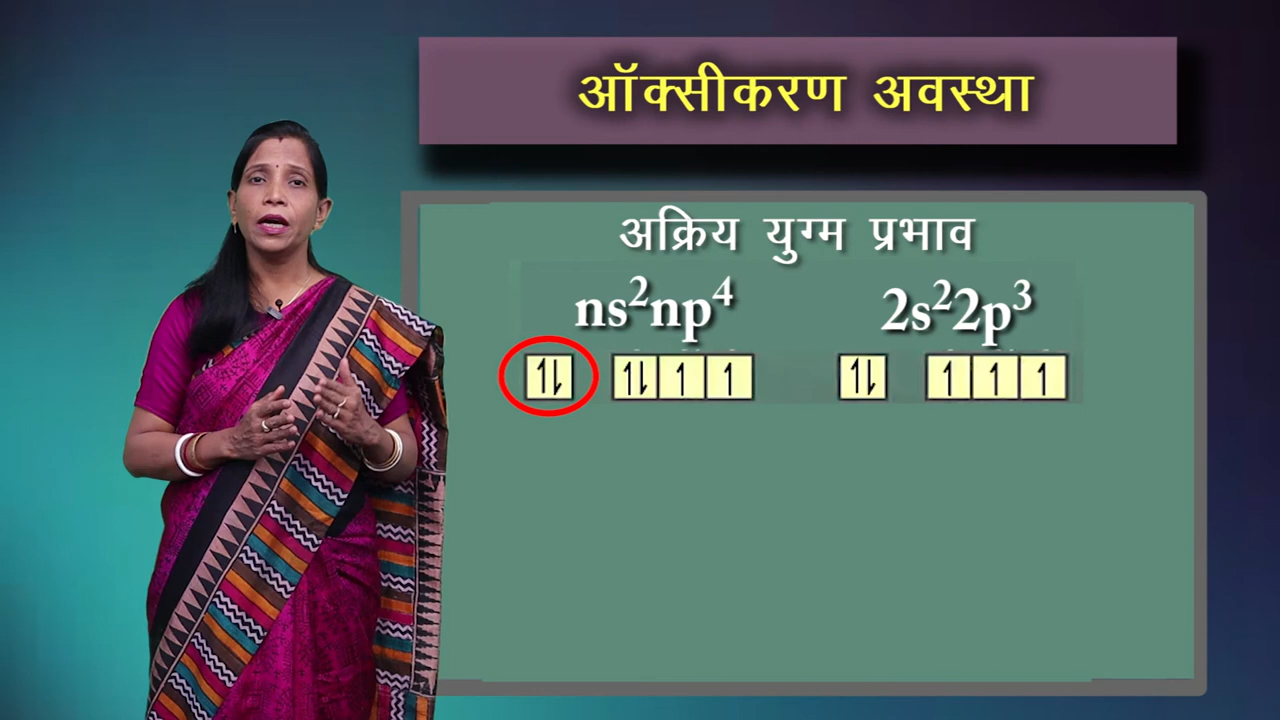 ऑक्सीकरण अवस्था
अक्रिय युग्म प्रभाव
ns²np⁴ 2s²2p³
⥮ ⥮ ↿ ↿ ⥮ ↿ ↿ ↿